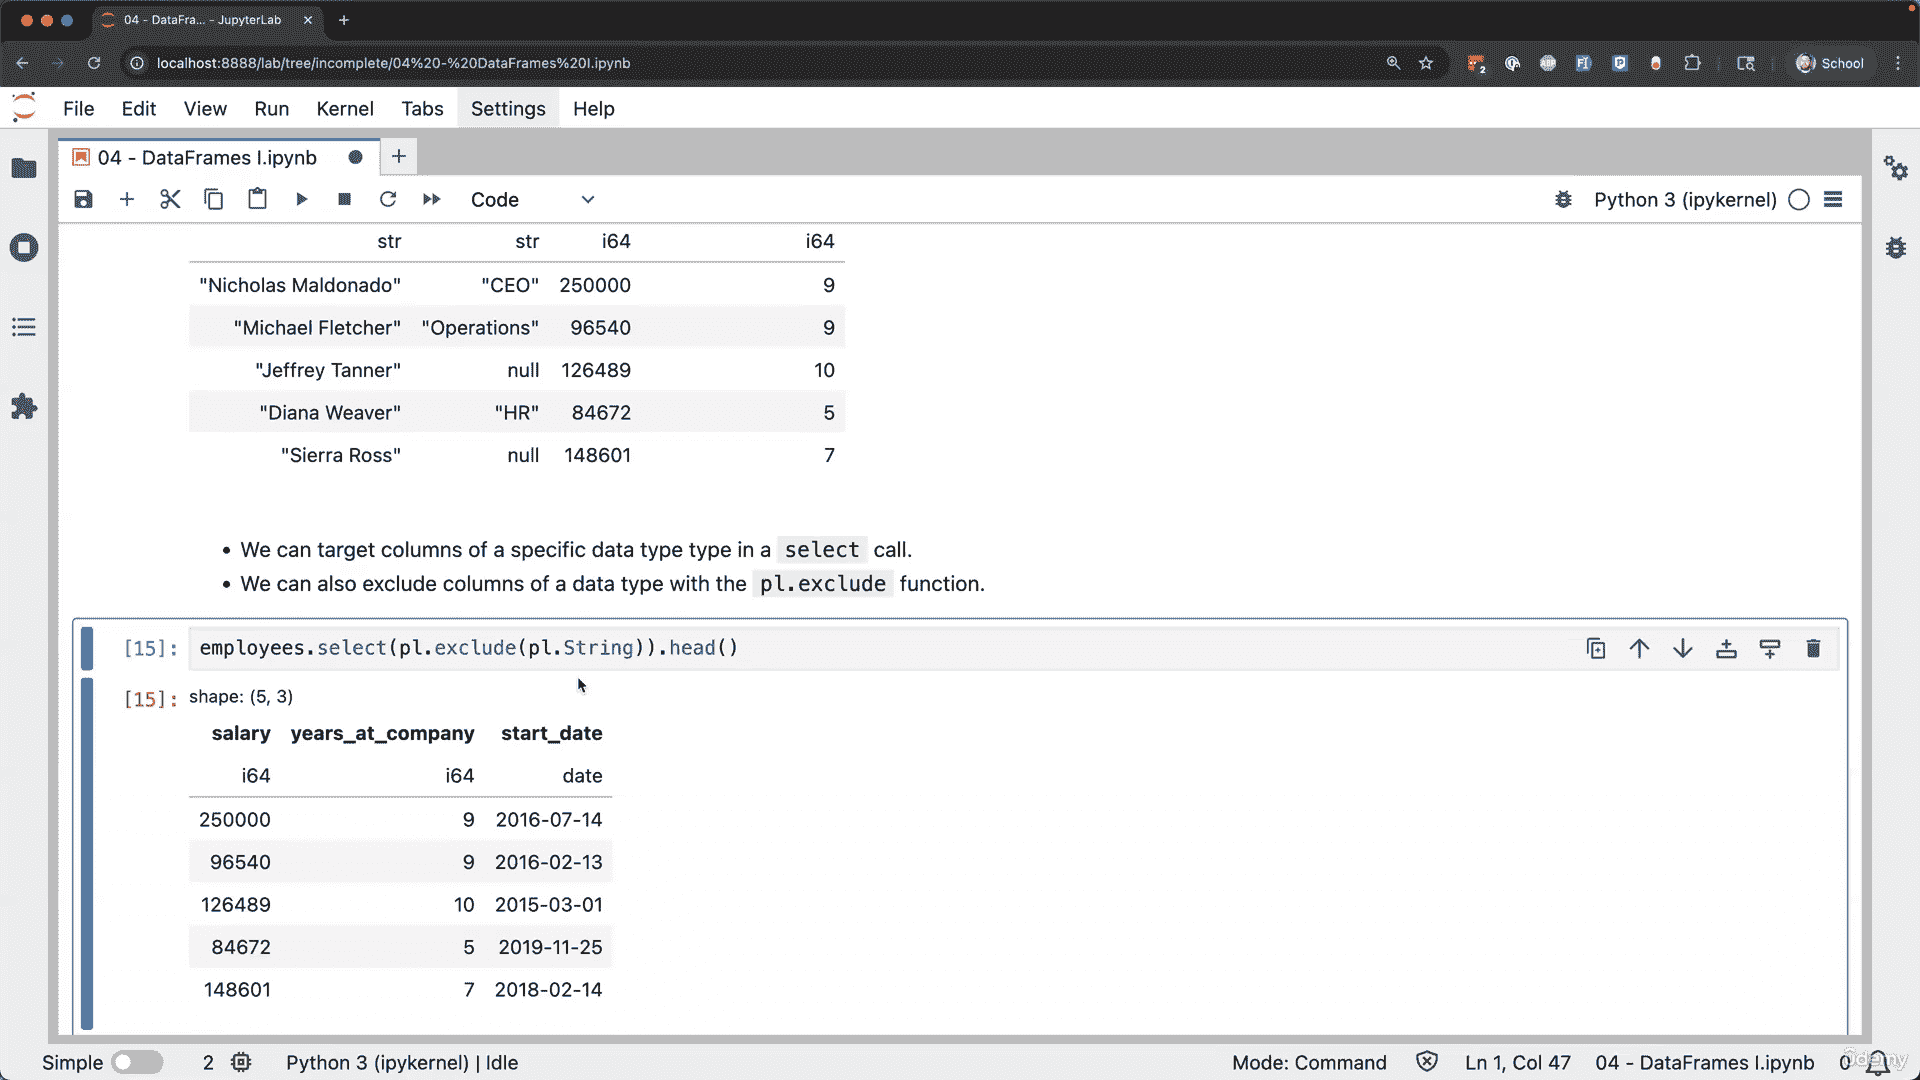 04 - DataFra... - JupyterLab
localhost:8888/lab/tree/incomplete/04%20-%20DataFrames%20I.ipynb
2
School
File Edit View Run Kernel Tabs Settings Help
04 - DataFrames I.ipynb
Code
Python 3 (ipykernel)
str str i64 i64
"Nicholas Maldonado" "CEO" 250000 9
"Michael Fletcher" "Operations" 96540 9
"Jeffrey Tanner" null 126489 10
"Diana Weaver" "HR" 84672 5
"Sierra Ross" null 148601 7
• We can target columns of a specific data type type in a select call.
• We can also exclude columns of a data type with the pl.exclude function.
[15]: employees.select(pl.exclude(pl.String)).head()
[15]: shape: (5, 3)
salary years_at_company start_date
i64 i64 date
250000 9 2016-07-14
96540 9 2016-02-13
126489 10 2015-03-01
84672 5 2019-11-25
148601 7 2018-02-14
Simple 2 Python 3 (ipykernel) | Idle Mode: Command Ln 1, Col 47 04 - DataFrames I.ipynb 0
udemy